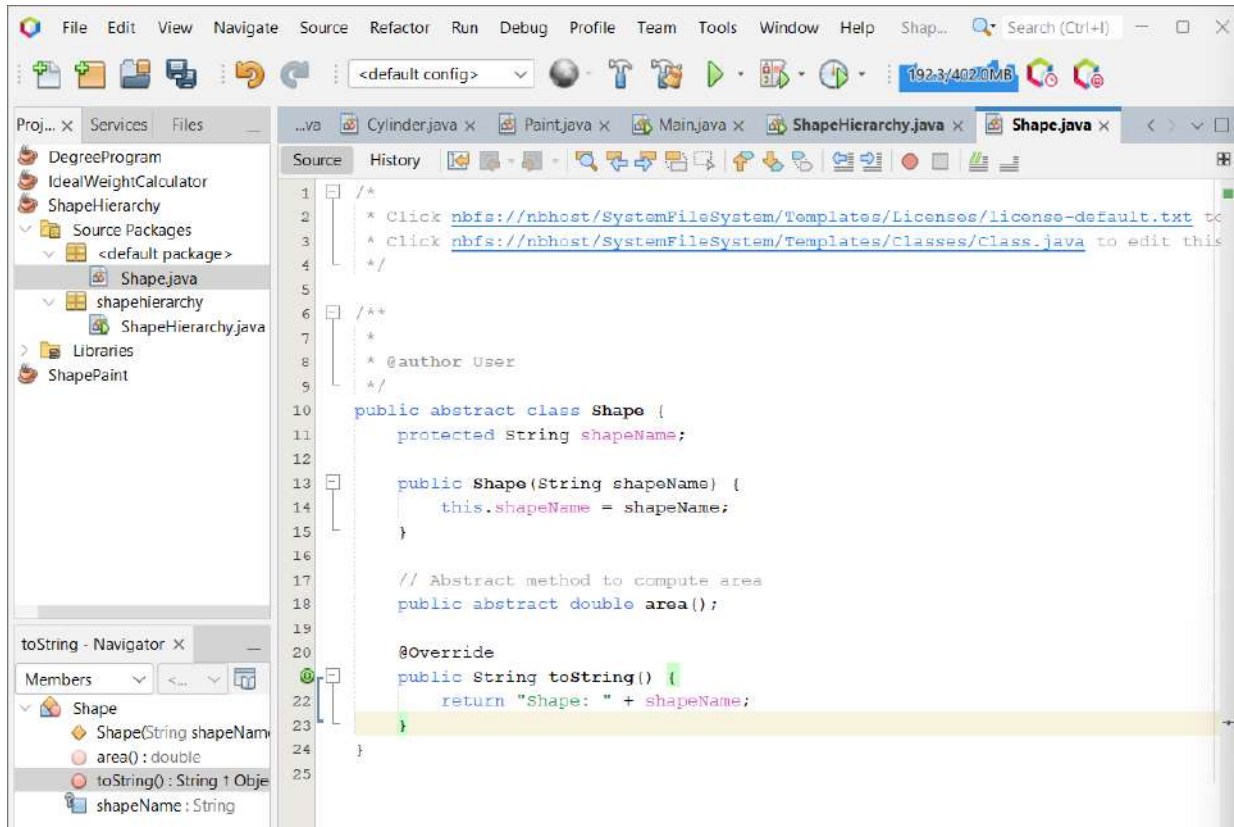 File Edit View Navigate Source Refactor Run Debug Profile Team Tools Window Help Shap... Search (Ctrl+I)
<default config> 192.3/402.0MB
Proj... Services Files
...va Cylinder.java Paint.java Main.java ShapeHierarchy.java Shape.java
DegreeProgram
IdealWeightCalculator
ShapeHierarchy
Source Packages
<default package>
Shape.java
shapehierarchy
ShapeHierarchy.java
Libraries
ShapePaint
toString - Navigator
Members <...
Shape
Shape(String shapeNam
area() : double
toString() : String ↑ Obje
shapeName : String
Source History
1 /*
2 * Click nbfs://nbhost/SystemFileSystem/Templates/Licenses/license-default.txt to
3 * Click nbfs://nbhost/SystemFileSystem/Templates/Classes/Class.java to edit this
4 */
5
6 /**
7 *
8 * @author User
9 */
10 public abstract class Shape {
11 protected String shapeName;
12
13 public Shape(String shapeName) {
14 this.shapeName = shapeName;
15 }
16
17 // Abstract method to compute area
18 public abstract double area();
19
20 @Override
public String toString() {
22 return "Shape: " + shapeName;
23 }
24 }
25